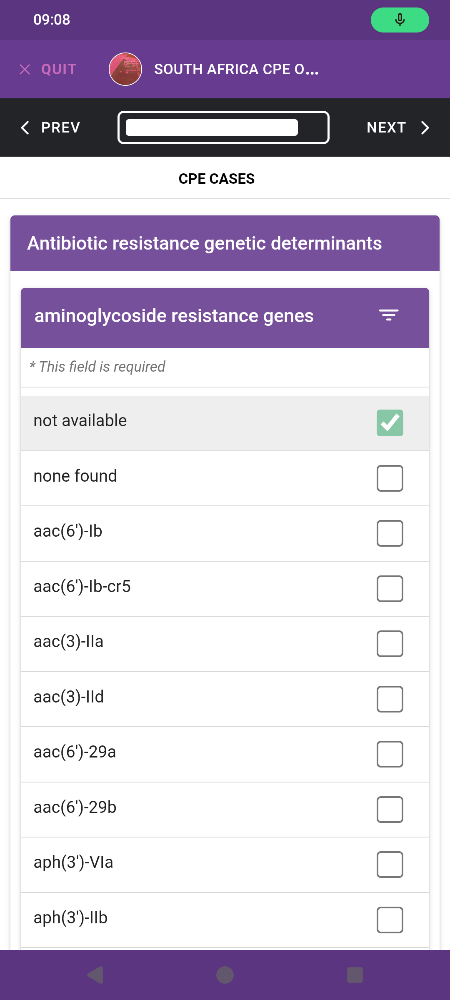 09:08
QUIT
SOUTH AFRICA CPE O...
PREV
NEXT
CPE CASES
Antibiotic resistance genetic determinants
aminoglycoside resistance genes
* This field is required
not available
none found
aac(6')-Ib
aac(6')-Ib-cr5
aac(3)-IIa
aac(3)-IId
aac(6')-29a
aac(6')-29b
aph(3')-VIa
aph(3')-IIb